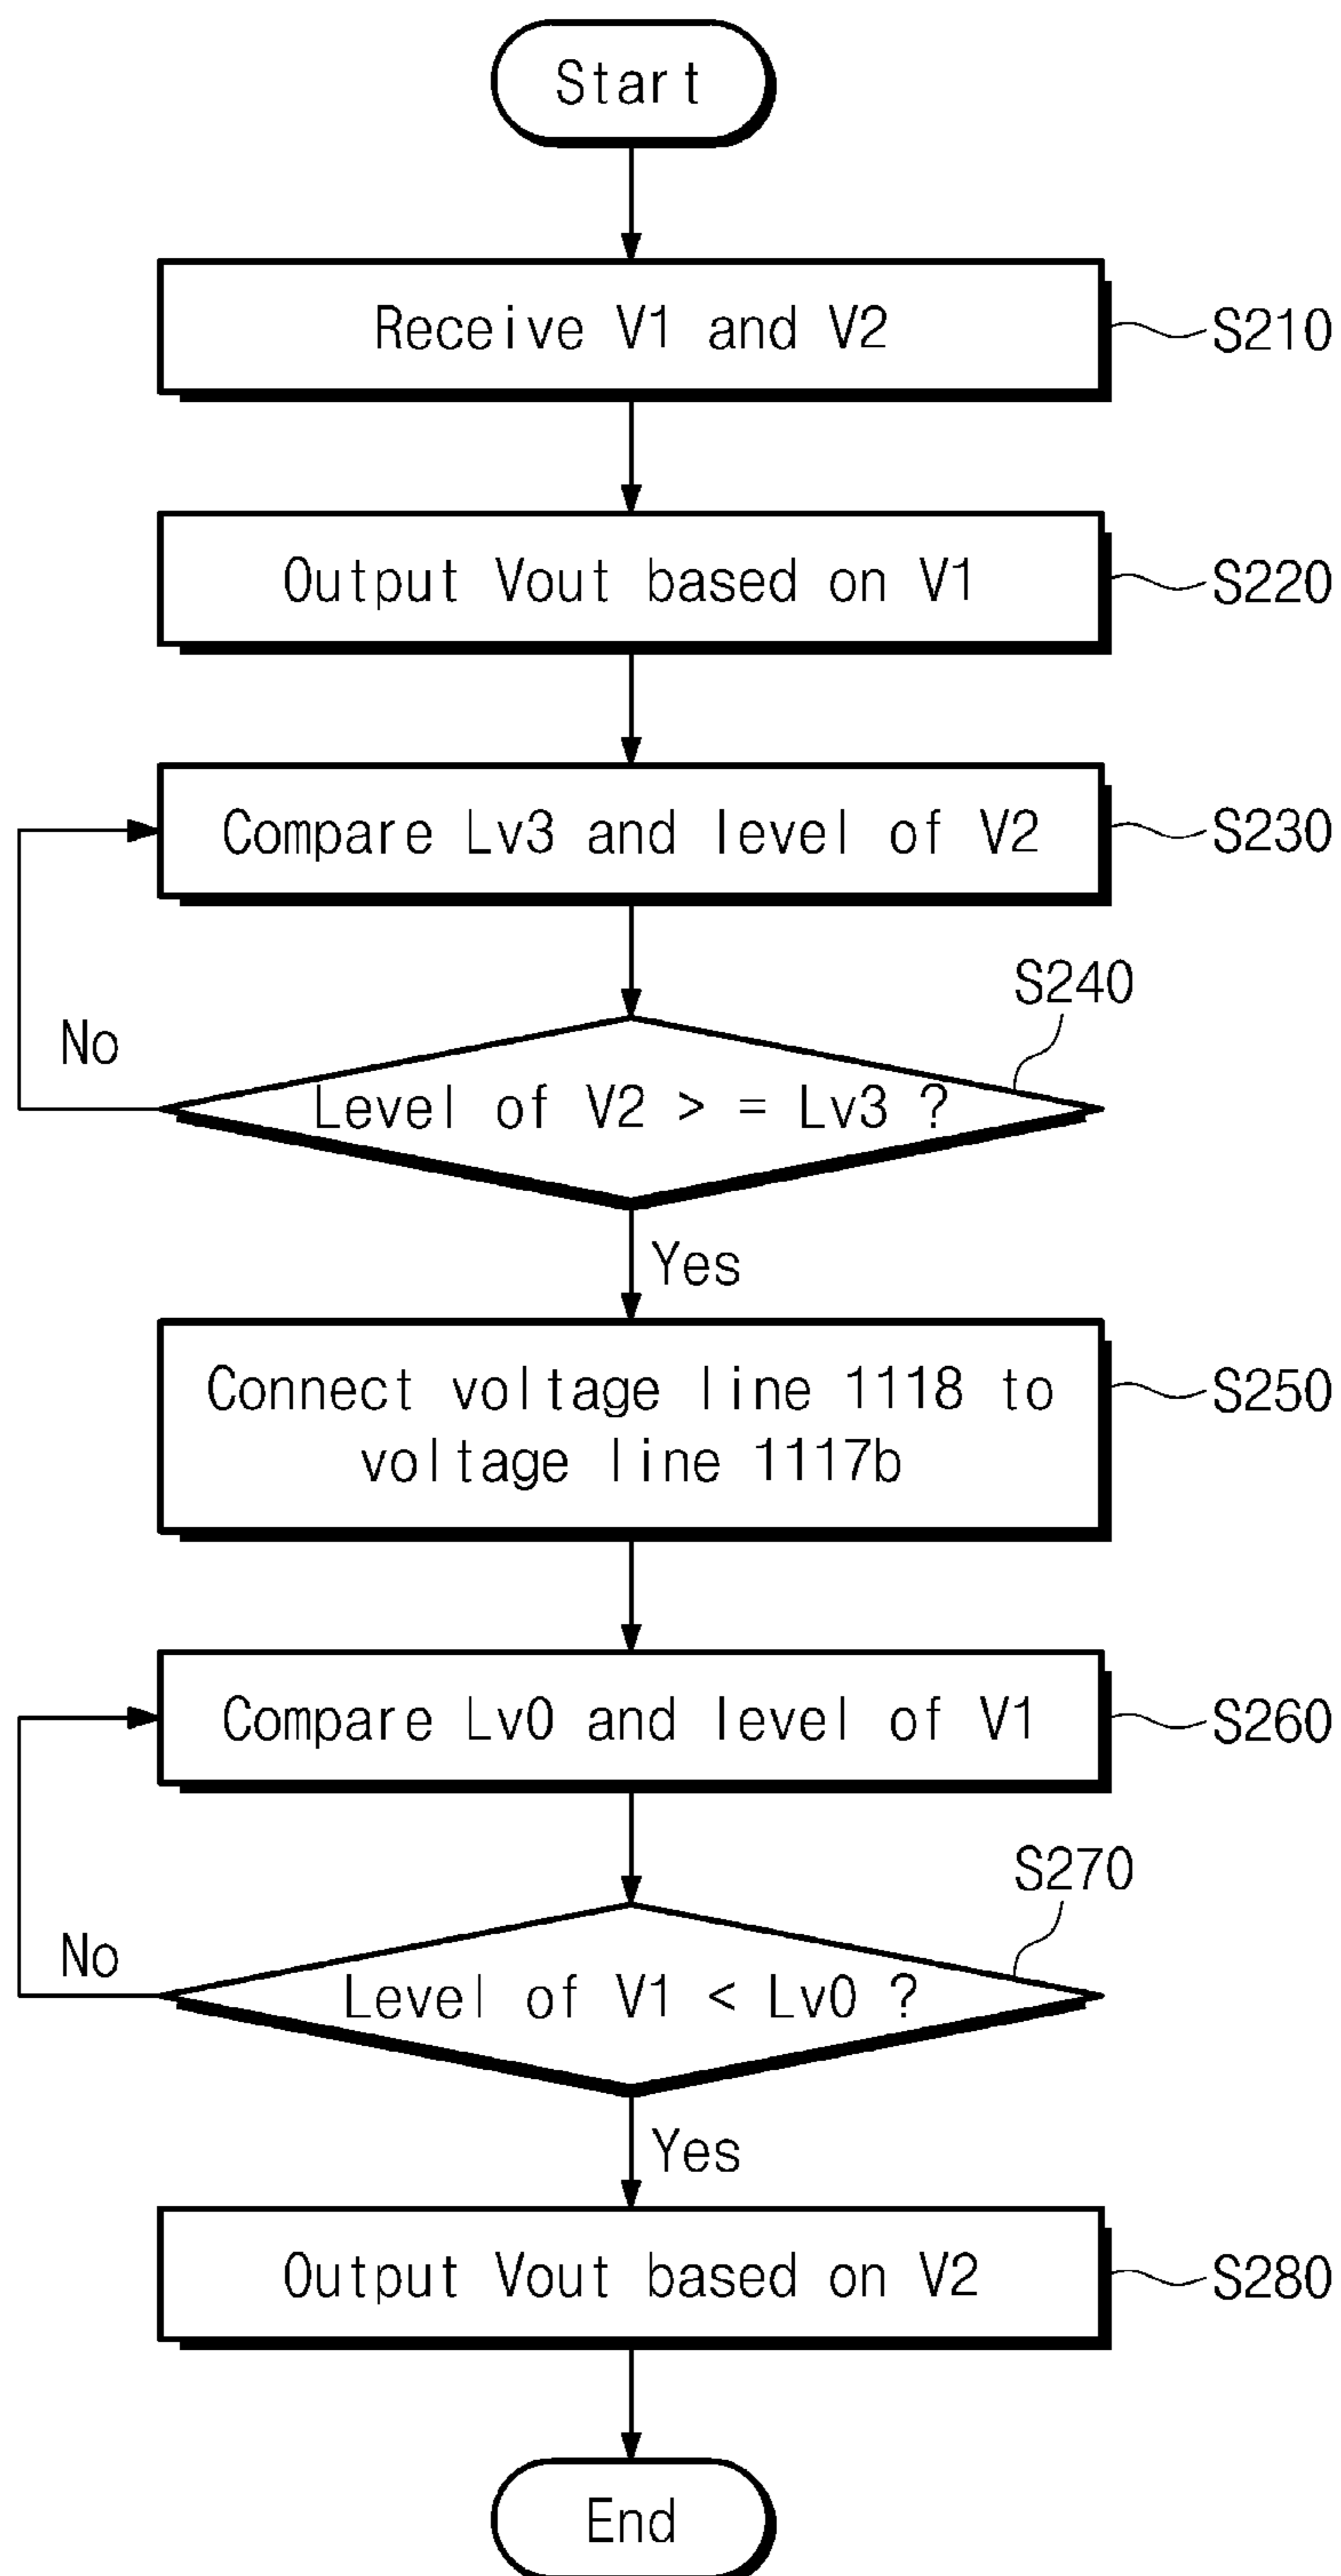 Start
Receive V1 and V2
S210
Output Vout based on V1
S220
Compare Lv3 and level of V2
S230
S240
No
Level of V2 > = Lv3 ?
Yes
Connect voltage line 1118 to
voltage line 1117b
S250
Compare Lv0 and level of V1
S260
S270
No
Level of V1 < Lv0 ?
Yes
Output Vout based on V2
S280
End